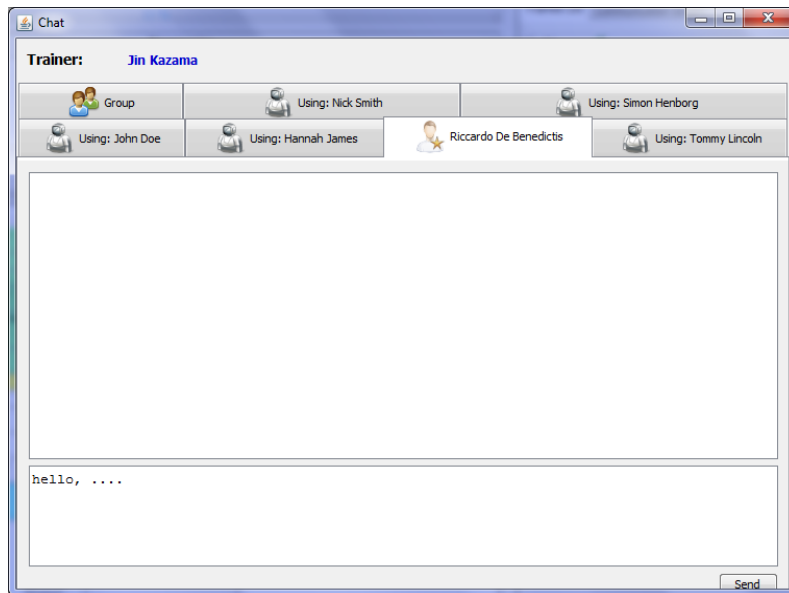 Chat
Trainer: Jin Kazama
Group Using: Nick Smith Using: Simon Henborg
Using: John Doe Using: Hannah James Riccardo De Benedictis Using: Tommy Lincoln
hello, ....
Send